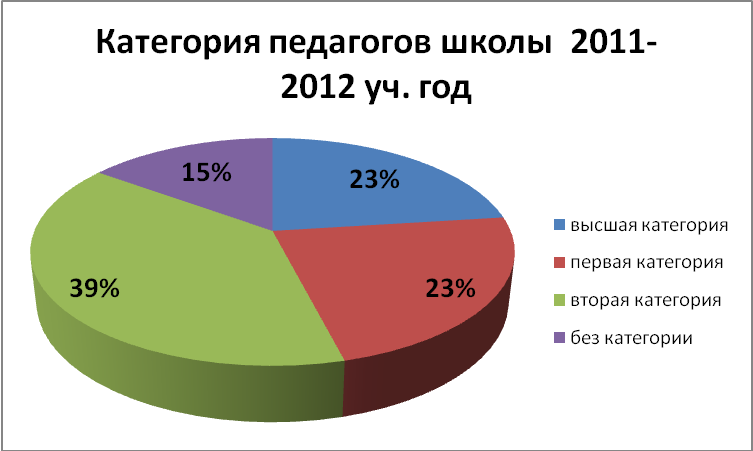 Категория педагогов школы 2011-
2012 уч. год
15%
23%
39%
23%
высшая категория
первая категория
вторая категория
без категории